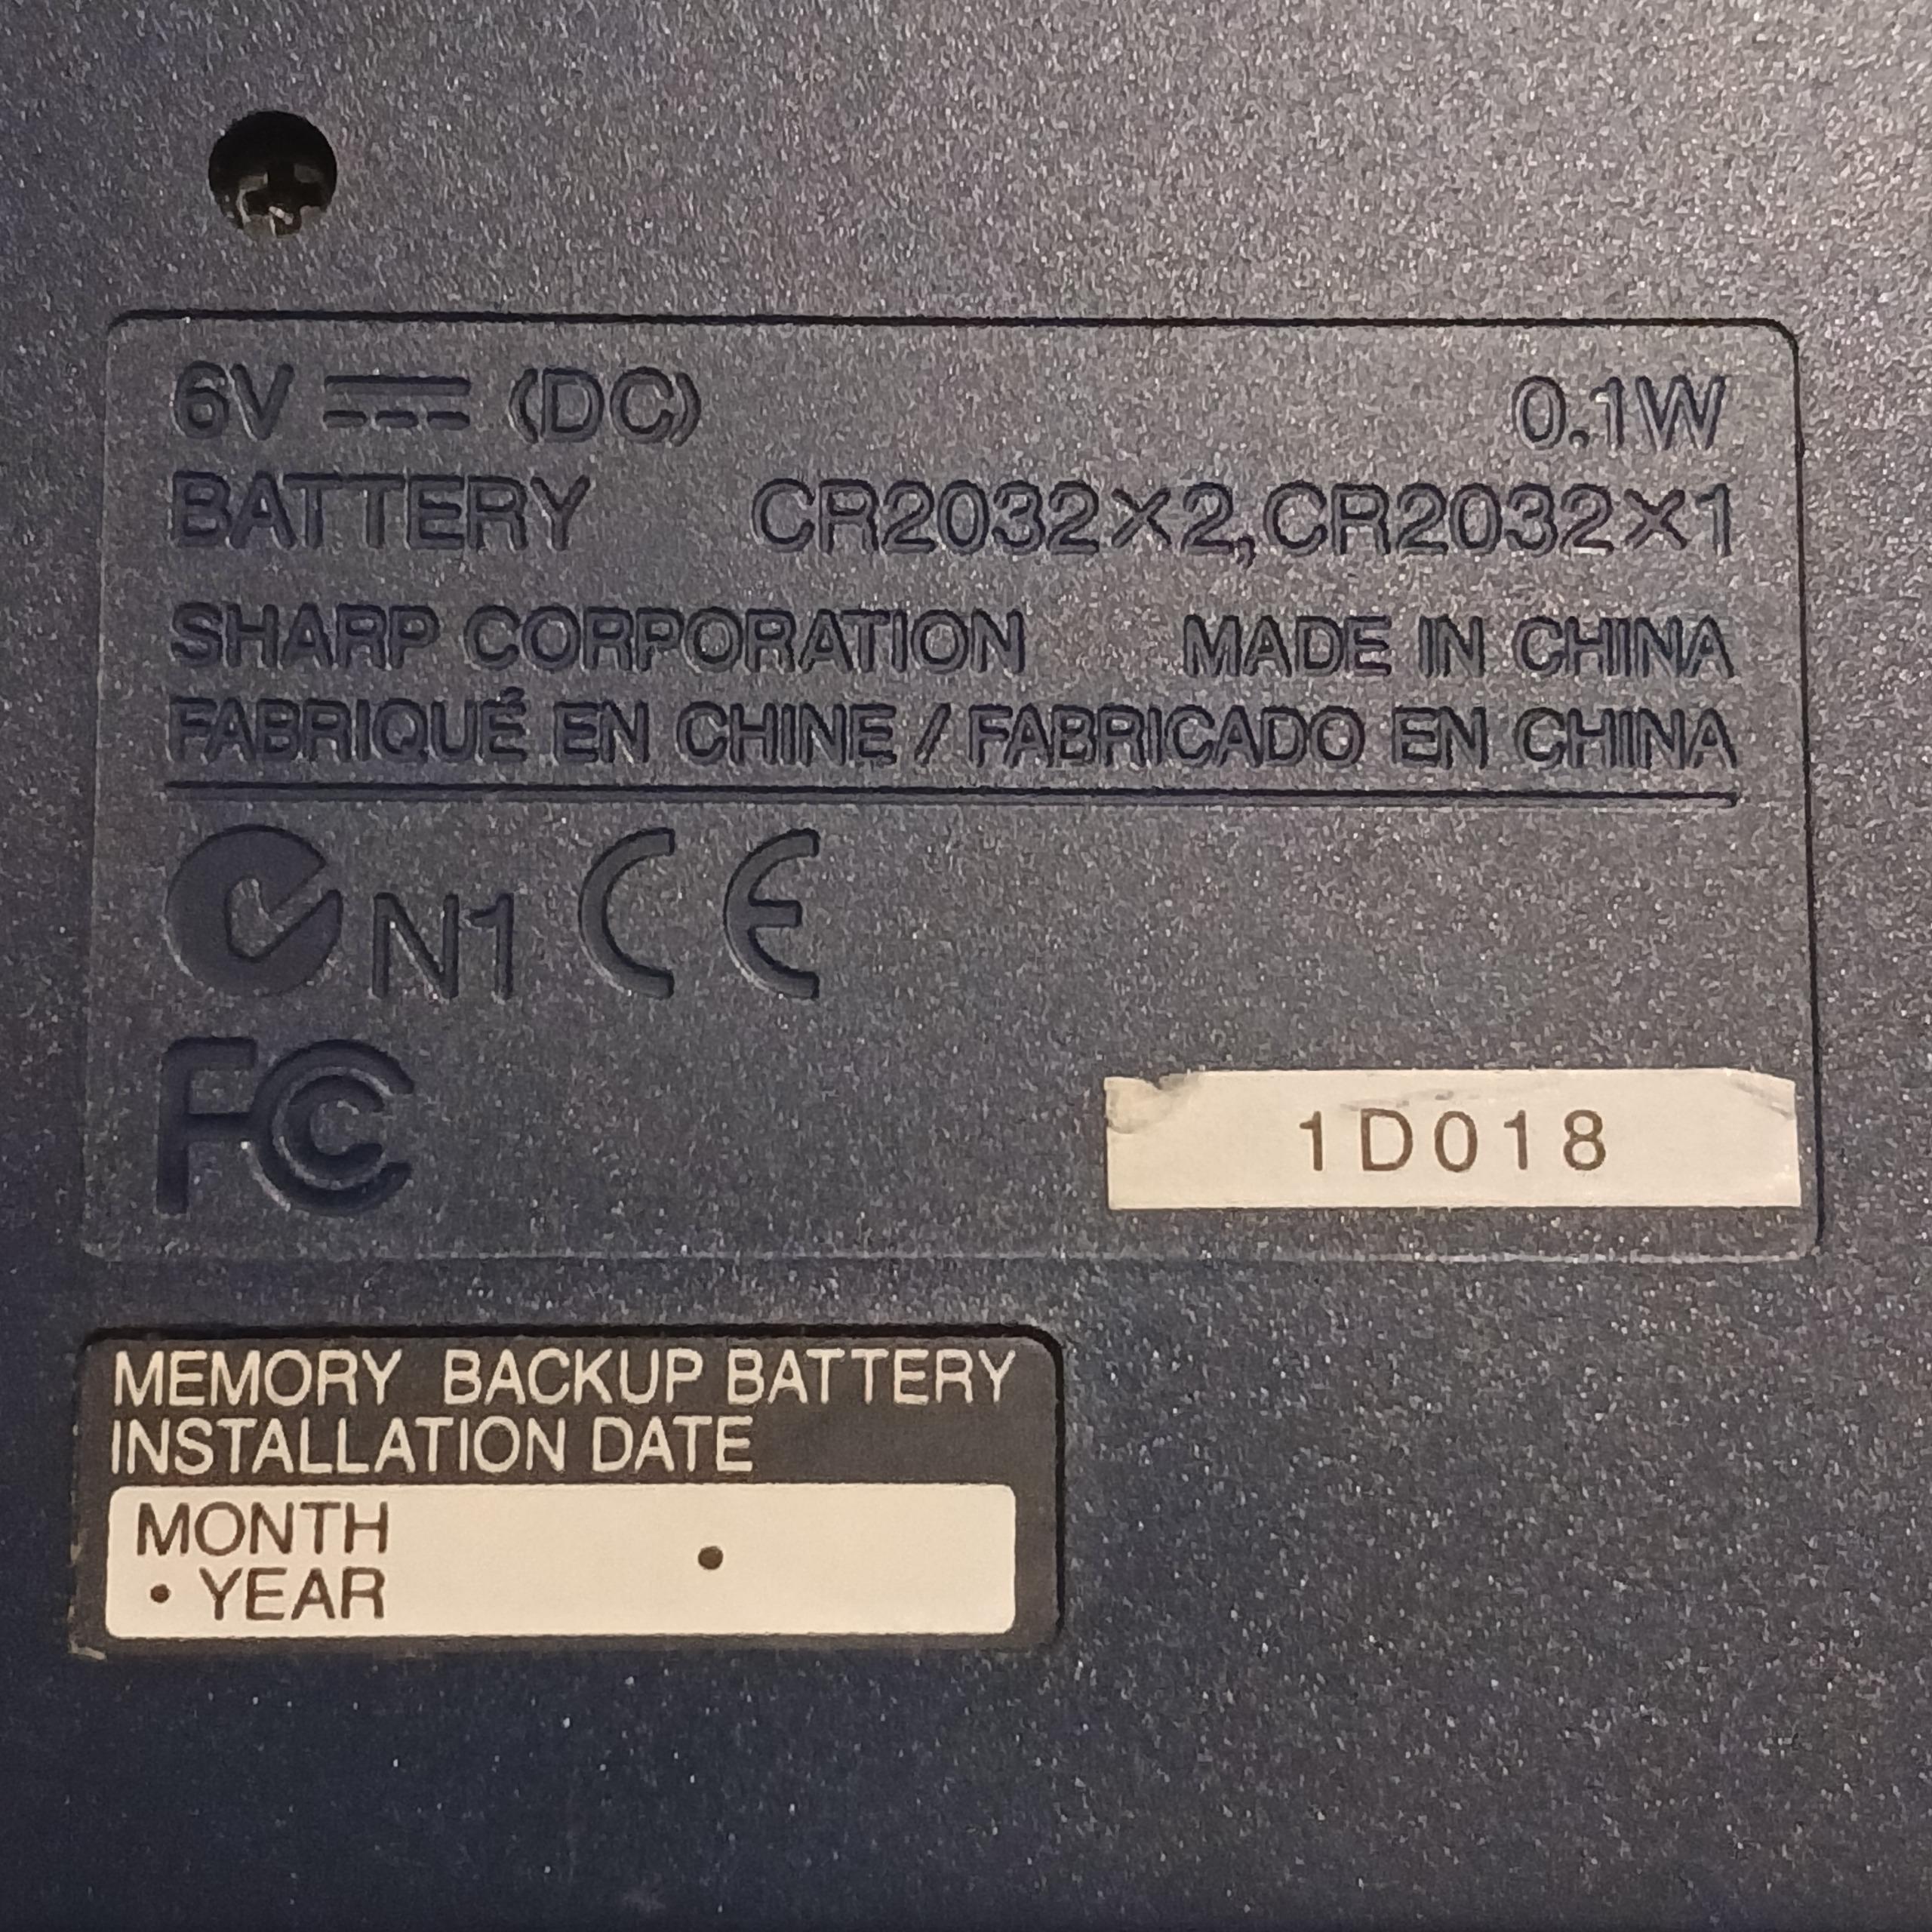 6V ⎓ (DC) 0.1W
BATTERY CR2032×2,CR2032×1
SHARP CORPORATION MADE IN CHINA
FABRIQUÉ EN CHINE / FABRICADO EN CHINA
N1 CE
FCC
1D018
MEMORY BACKUP BATTERY
INSTALLATION DATE
MONTH
• YEAR •